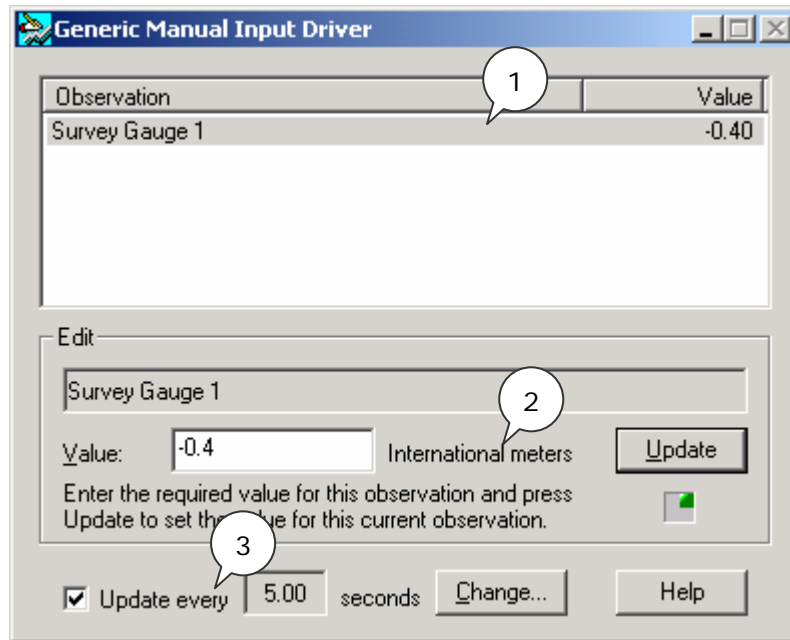 Generic Manual Input Driver
1
Observation Value
Survey Gauge 1 -0.40
Edit
Survey Gauge 1
2
Value: -0.4 International meters Update
Enter the required value for this observation and press
Update to set the value for this current observation.
3
Update every 5.00 seconds Change... Help